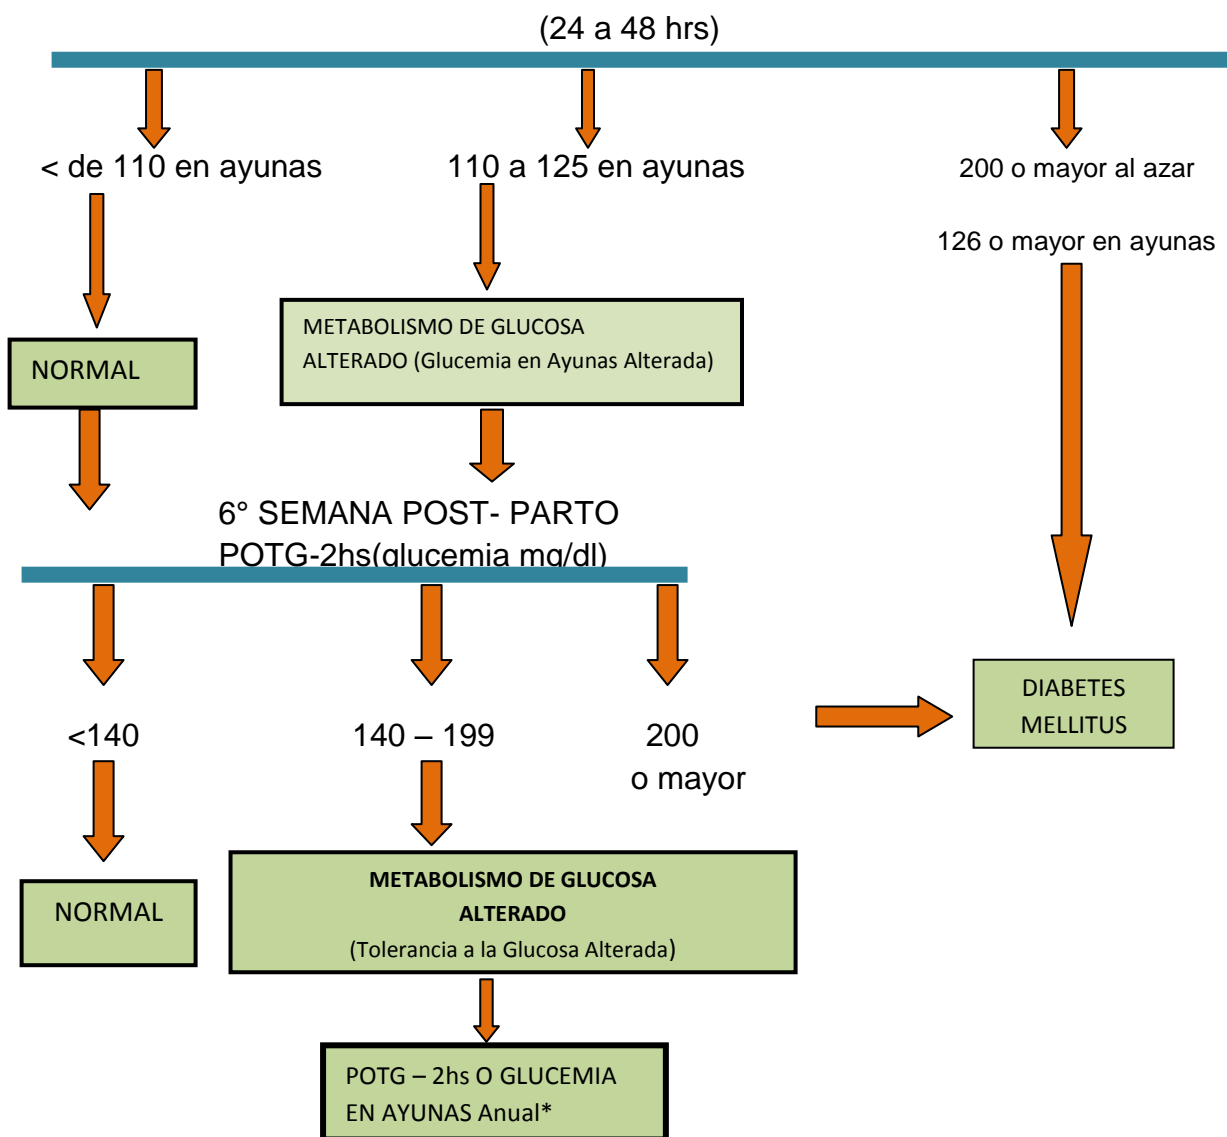 (24 a 48 hrs)
< de 110 en ayunas
110 a 125 en ayunas
200 o mayor al azar
126 o mayor en ayunas
NORMAL
METABOLISMO DE GLUCOSA
ALTERADO (Glucemia en Ayunas Alterada)
6° SEMANA POST- PARTO
POTG-2hs(glucemia mg/dl)
<140
140 – 199
200
o mayor
DIABETES
MELLITUS
NORMAL
METABOLISMO DE GLUCOSA
ALTERADO
(Tolerancia a la Glucosa Alterada)
POTG – 2hs O GLUCEMIA
EN AYUNAS Anual*